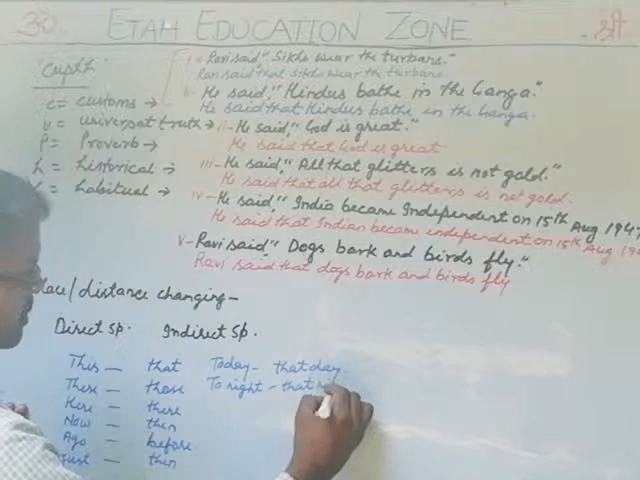 ॐ ETAH EDUCATION ZONE श्री
"Cupth"
i- Ravi said," Sikhs wear the turbans."
Ravi said that Sikhs wear the turbans
C = customs → He said," Hindus bathe in the Ganga."
He said that Hindus bathe in the Ganga.
U = universal truth → ii- He said," God is great."
He said that God is great
P = Proverb → iii- He said," All that glitters is not gold."
He said that all that glitters is not gold.
h = historical → iv- He said," India became Independent on 15th Aug 1947
He said that Indian became independent on 15th Aug
h = habitual → v- Ravi said," Dogs bark and birds fly."
Ravi said that dogs bark and birds fly
lace/distance changing-
Direct sp. Indirect sp.
This — that Today - that day.
These — those To night - that
Here — there
Now — then
Ago — before
Just — then